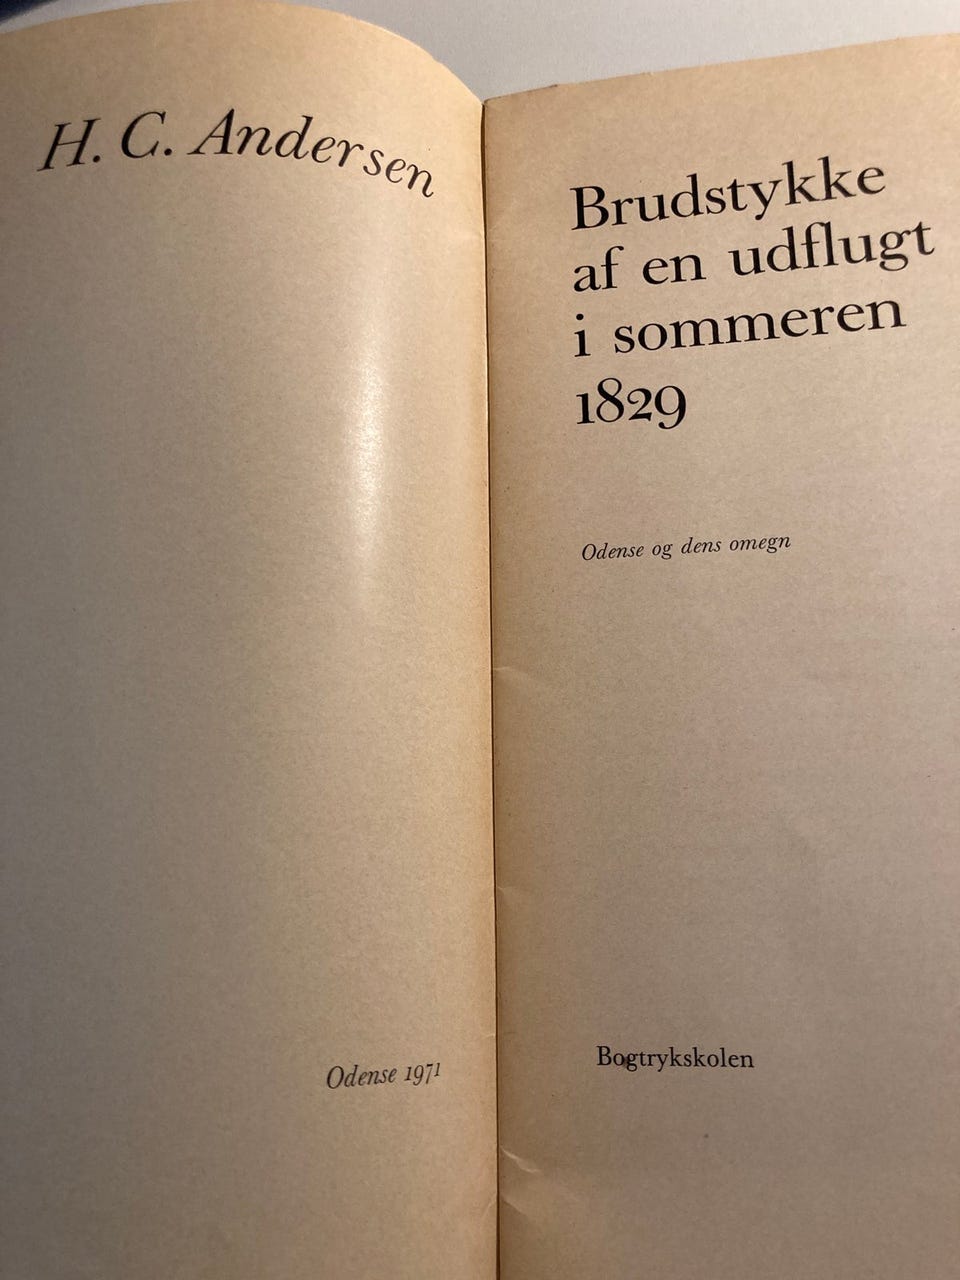 H. C. Andersen
Odense 1971
Brudstykke
af en udflugt
i sommeren
1829
Odense og dens omegn
Bogtrykskolen